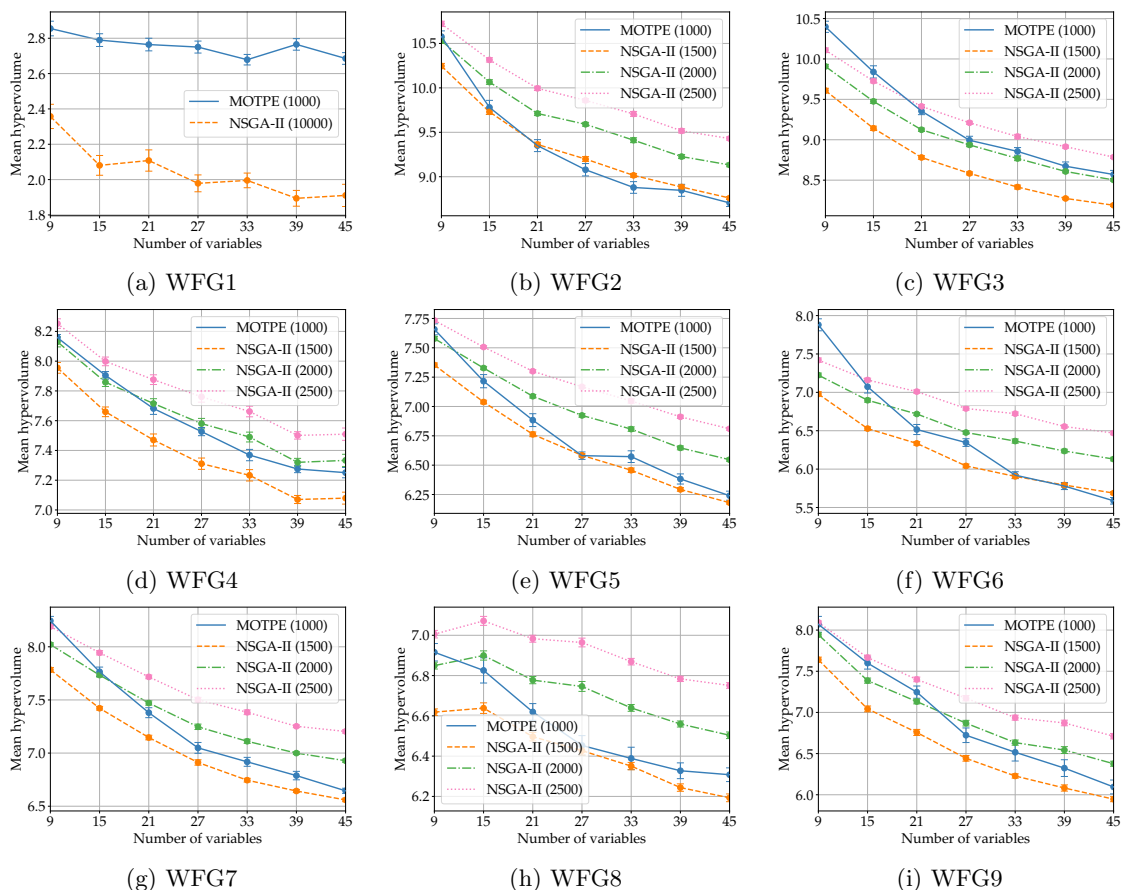 Mean hypervolume
2.8
2.6
2.4
2.2
2.0
1.8
MOTPE (1000)
NSGA-II (10000)
9 15 21 27 33 39 45
Number of variables
(a) WFG1
Mean hypervolume
10.5
10.0
9.5
9.0
MOTPE (1000)
NSGA-II (1500)
NSGA-II (2000)
NSGA-II (2500)
9 15 21 27 33 39 45
Number of variables
(b) WFG2
Mean hypervolume
10.5
10.0
9.5
9.0
8.5
MOTPE (1000)
NSGA-II (1500)
NSGA-II (2000)
NSGA-II (2500)
9 15 21 27 33 39 45
Number of variables
(c) WFG3
Mean hypervolume
8.2
8.0
7.8
7.6
7.4
7.2
7.0
MOTPE (1000)
NSGA-II (1500)
NSGA-II (2000)
NSGA-II (2500)
9 15 21 27 33 39 45
Number of variables
(d) WFG4
Mean hypervolume
7.75
7.50
7.25
7.00
6.75
6.50
6.25
MOTPE (1000)
NSGA-II (1500)
NSGA-II (2000)
NSGA-II (2500)
9 15 21 27 33 39 45
Number of variables
(e) WFG5
Mean hypervolume
8.0
7.5
7.0
6.5
6.0
5.5
MOTPE (1000)
NSGA-II (1500)
NSGA-II (2000)
NSGA-II (2500)
9 15 21 27 33 39 45
Number of variables
(f) WFG6
Mean hypervolume
8.0
7.5
7.0
6.5
MOTPE (1000)
NSGA-II (1500)
NSGA-II (2000)
NSGA-II (2500)
9 15 21 27 33 39 45
Number of variables
(g) WFG7
Mean hypervolume
7.0
6.8
6.6
6.4
6.2
MOTPE (1000)
NSGA-II (1500)
NSGA-II (2000)
NSGA-II (2500)
9 15 21 27 33 39 45
Number of variables
(h) WFG8
Mean hypervolume
8.0
7.5
7.0
6.5
6.0
MOTPE (1000)
NSGA-II (1500)
NSGA-II (2000)
NSGA-II (2500)
9 15 21 27 33 39 45
Number of variables
(i) WFG9